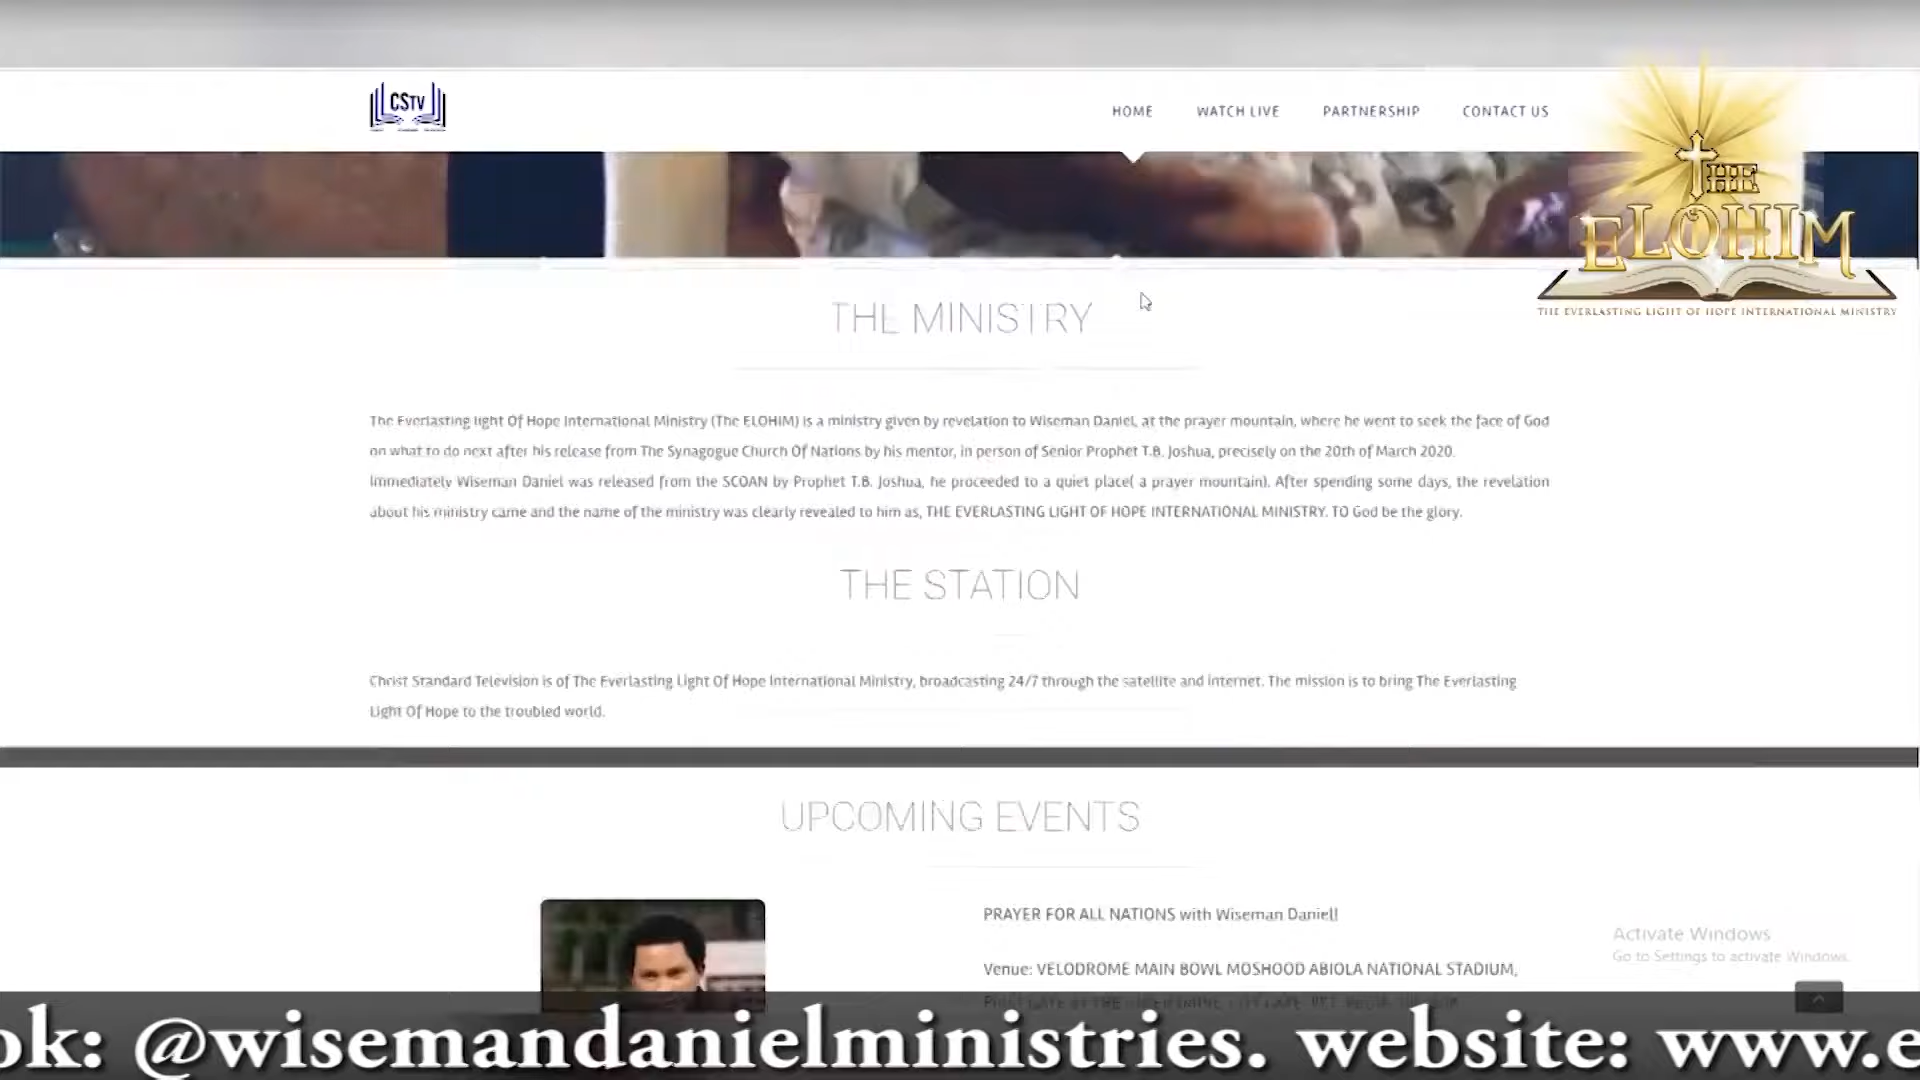 CSTV
HOME
WATCH LIVE
PARTNERSHIP
CONTACT US
THE
ELOHIM
THE EVERLASTING LIGHT OF HOPE INTERNATIONAL MINISTRY
THE MINISTRY
The Everlasting light Of Hope International Ministry (The ELOHIM) is a ministry given by revelation to Wiseman Daniel, at the prayer mountain, where he went to seek the face of God
on what to do next after his release from The Synagogue Church Of Nations by his mentor, in person of Senior Prophet T.B. Joshua, precisely on the 20th of March 2020.
Immediately Wiseman Daniel was released from the SCOAN by Prophet T.B. Joshua, he proceeded to a quiet place( a prayer mountain). After spending some days, the revelation
about his ministry came and the name of the ministry was clearly revealed to him as, THE EVERLASTING LIGHT OF HOPE INTERNATIONAL MINISTRY. TO God be the glory.
THE STATION
Christ Standard Television is of The Everlasting Light Of Hope International Ministry, broadcasting 24/7 through the satellite and internet. The mission is to bring The Everlasting
Light Of Hope to the troubled world.
UPCOMING EVENTS
PRAYER FOR ALL NATIONS with Wiseman Daniel!
Venue: VELODROME MAIN BOWL MOSHOOD ABIOLA NATIONAL STADIUM,
Activate Windows
Go to Settings to activate Windows.
ok: @wisemandanielministries. website: www.e